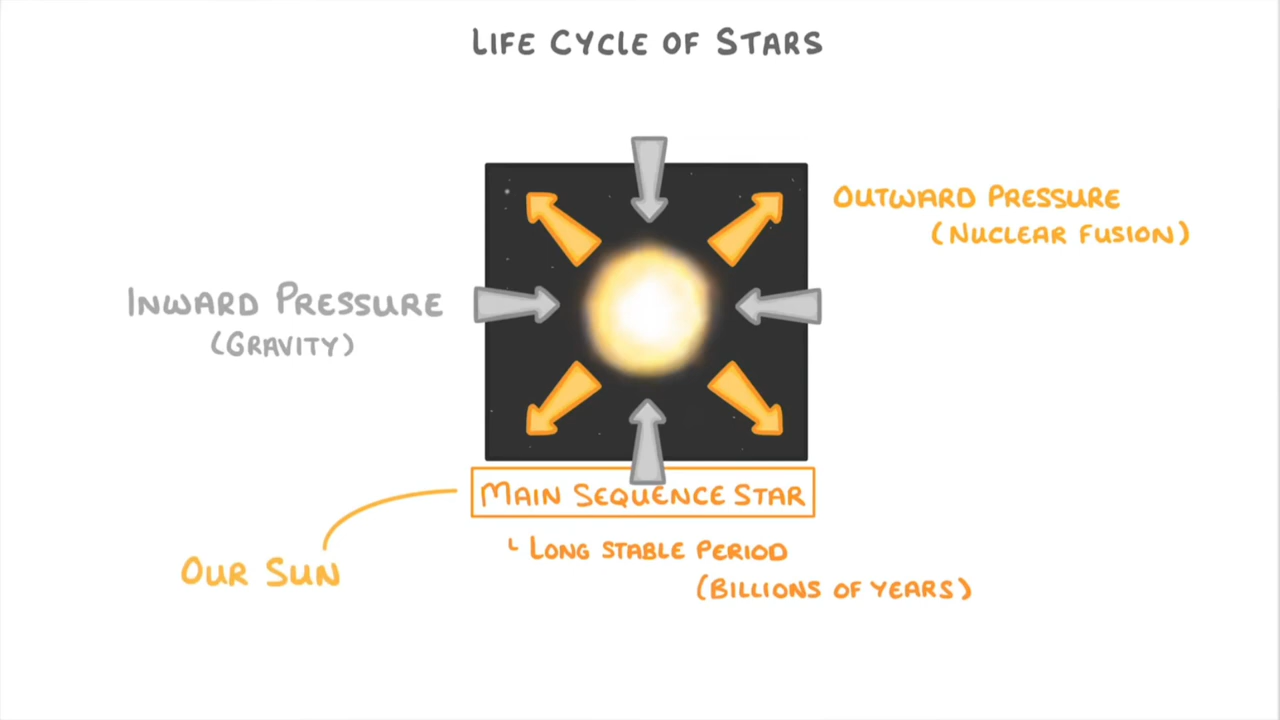 LIFE CYCLE OF STARS
OUTWARD PRESSURE
(NUCLEAR FUSION)
INWARD PRESSURE
(GRAVITY)
MAIN SEQUENCE STAR
└ LONG STABLE PERIOD
(BILLIONS OF YEARS)
OUR SUN